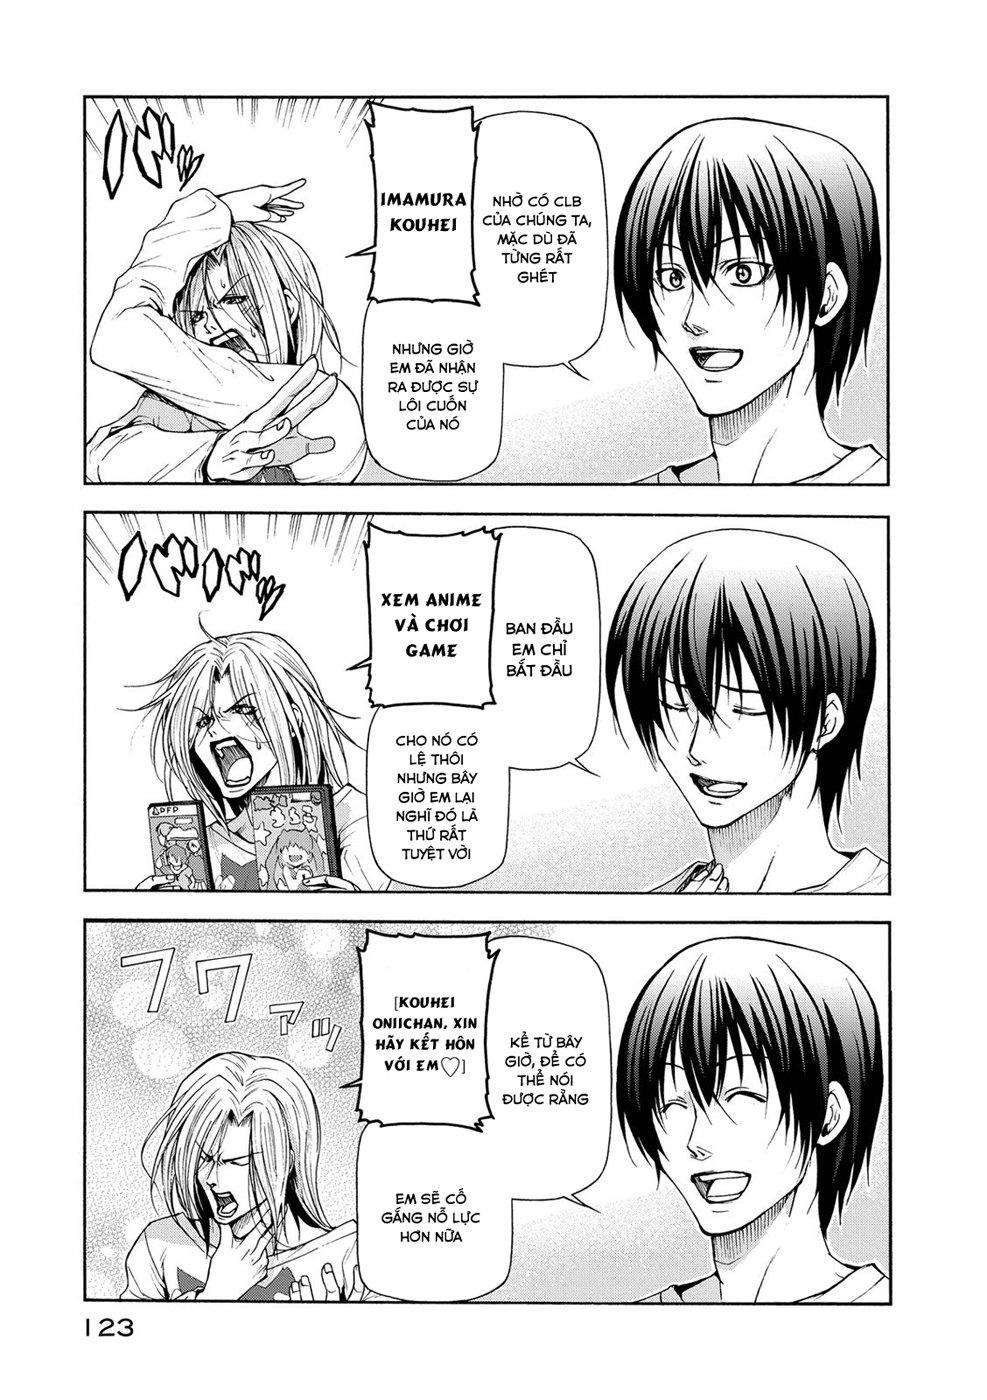 バボッ
NHỜ CÓ CLB
CỦA CHÚNG TA,
MẶC DÙ ĐÃ
TỪNG RẤT
GHÉT
IMAMURA
KOUHEI
NHƯNG GIỜ
EM ĐÃ NHẬN
RA ĐƯỢC SỰ
LÔI CUỐN
CỦA NÓ
BAN ĐẦU
EM CHỈ
BẮT ĐẦU
XEM ANIME
VÀ CHƠI
GAME
CHO NÓ CÓ
LỆ THÔI
NHƯNG BÂY
GIỜ EM LẠI
NGHĨ ĐÓ LÀ
THỨ RẤT
TUYỆT VỜI
DFD
KỂ TỪ BÂY
GIỜ, ĐỂ CÓ
THỂ NÓI
ĐƯỢC RẰNG
[KOUHEI
ONIICHAN, XIN
HÃY KẾT HÔN
VỚI EM♡]
フワァッ
EM SẼ CỐ
GẮNG NỖ LỰC
HƠN NỮA
123